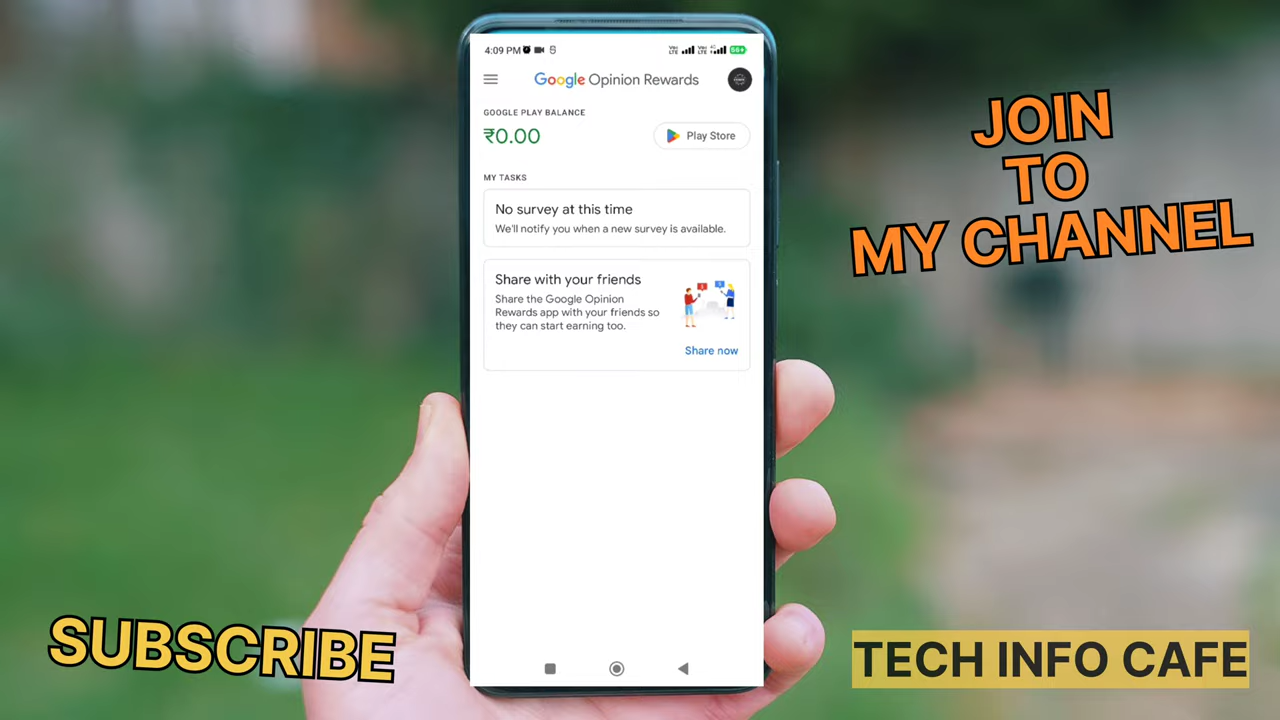 4:09 PM
Google Opinion Rewards
GOOGLE PLAY BALANCE
₹0.00
Play Store
MY TASKS
No survey at this time
We'll notify you when a new survey is available.
Share with your friends
Share the Google Opinion
Rewards app with your friends so
they can start earning too.
Share now
JOIN
TO
MY CHANNEL
SUBSCRIBE
TECH INFO CAFE